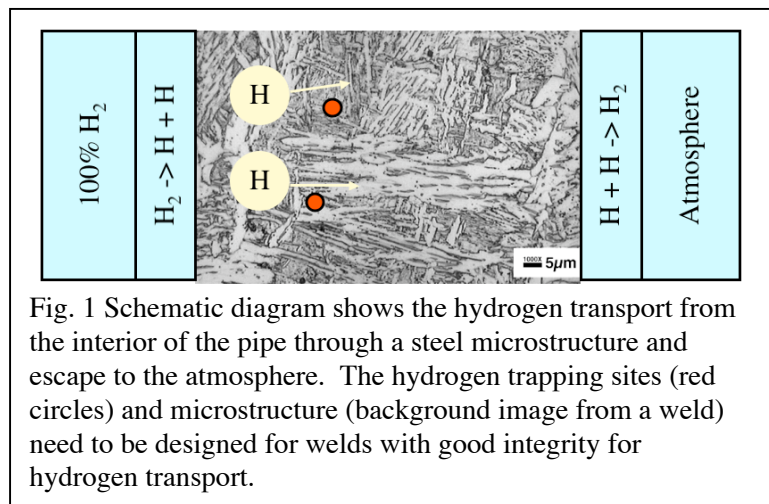 100% H₂
H₂ -> H + H
H
H
1000X
5µm
H + H -> H₂
Atmosphere
Fig. 1 Schematic diagram shows the hydrogen transport from
the interior of the pipe through a steel microstructure and
escape to the atmosphere.  The hydrogen trapping sites (red
circles) and microstructure (background image from a weld)
need to be designed for welds with good integrity for
hydrogen transport.